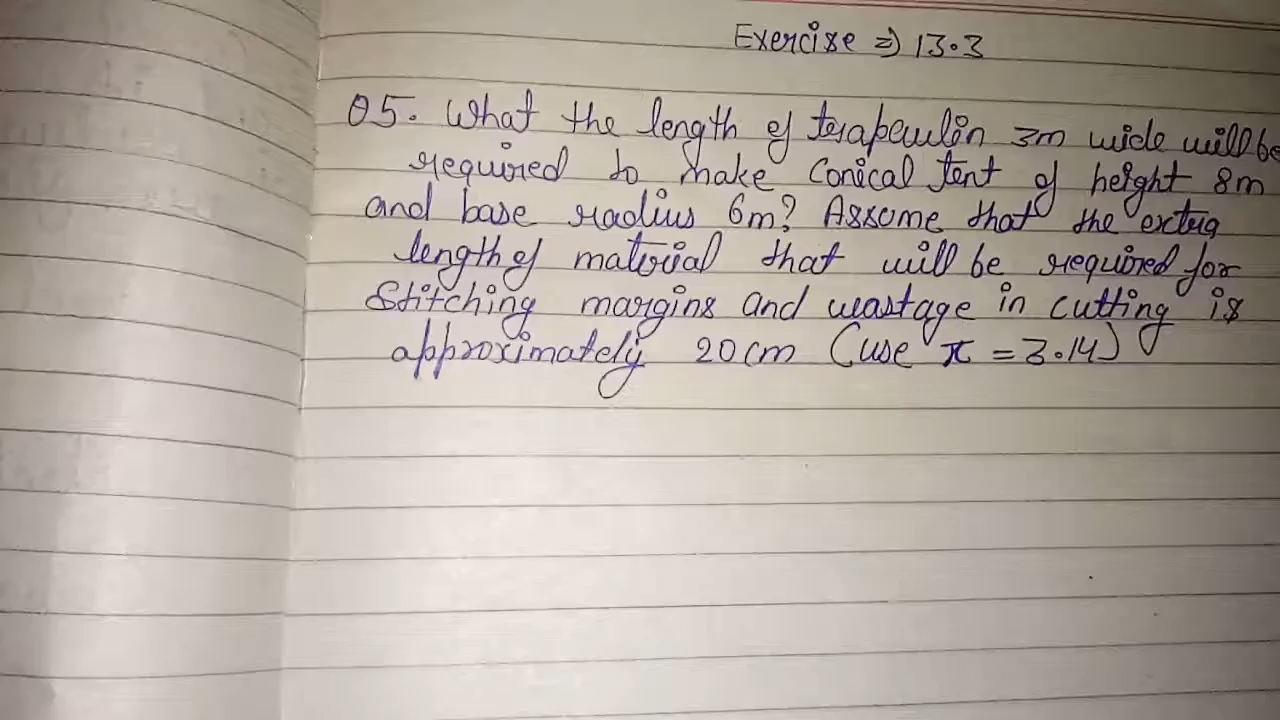 Exercise => 13.3
Q5. What the length of terapeulin 3m wide will be
required to make Conical tent of height 8m
and base radius 6m? Assume that the extra
length of material that will be required for
Stitching margins and wastage in cutting is
approximately 20cm (use π = 3.14)